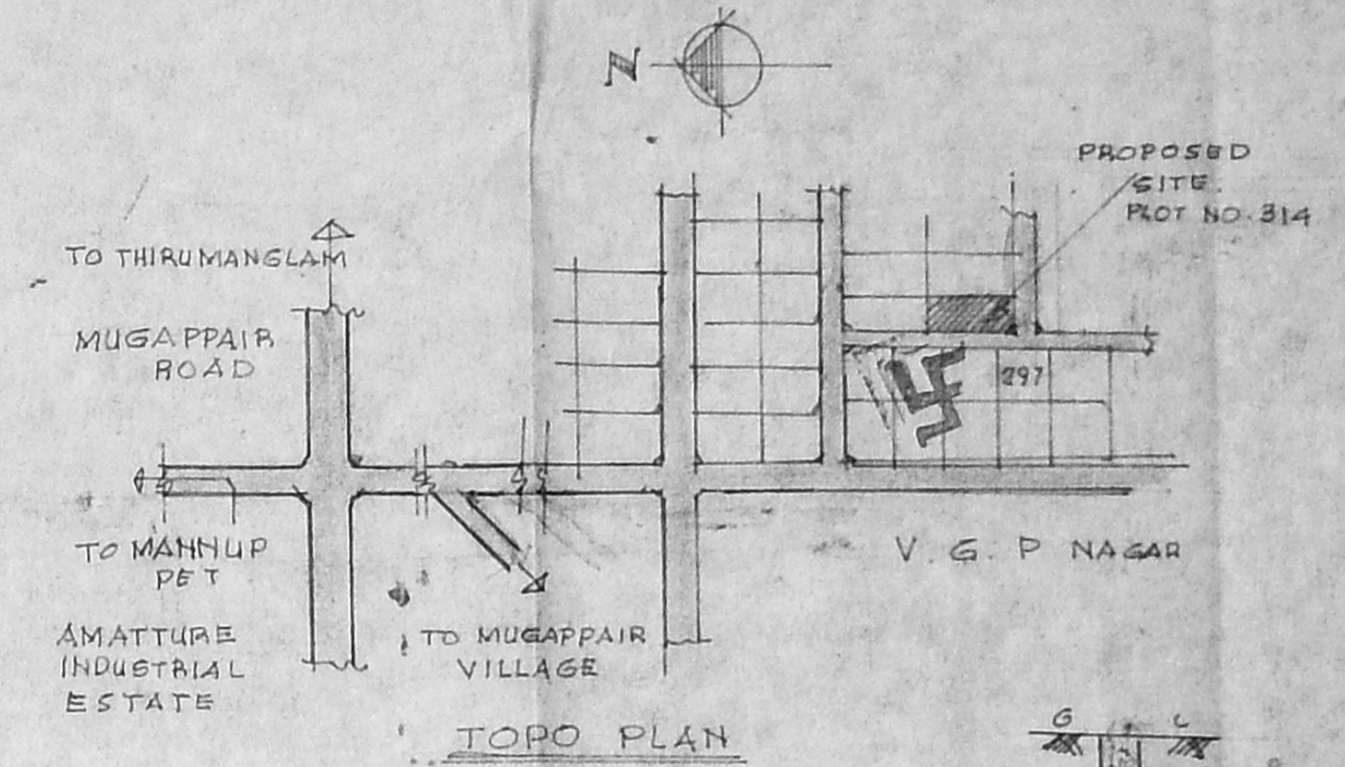 N
PROPOSED
SITE.
PLOT NO. 314
TO THIRUMANGLAM
MUGAPPAIR
ROAD
297
TO MANNUR
PET
V. G. P NAGAR
AMATTURE
INDUSTRIAL
ESTATE
TO MUGAPPAIR
VILLAGE
TOPO PLAN
G L